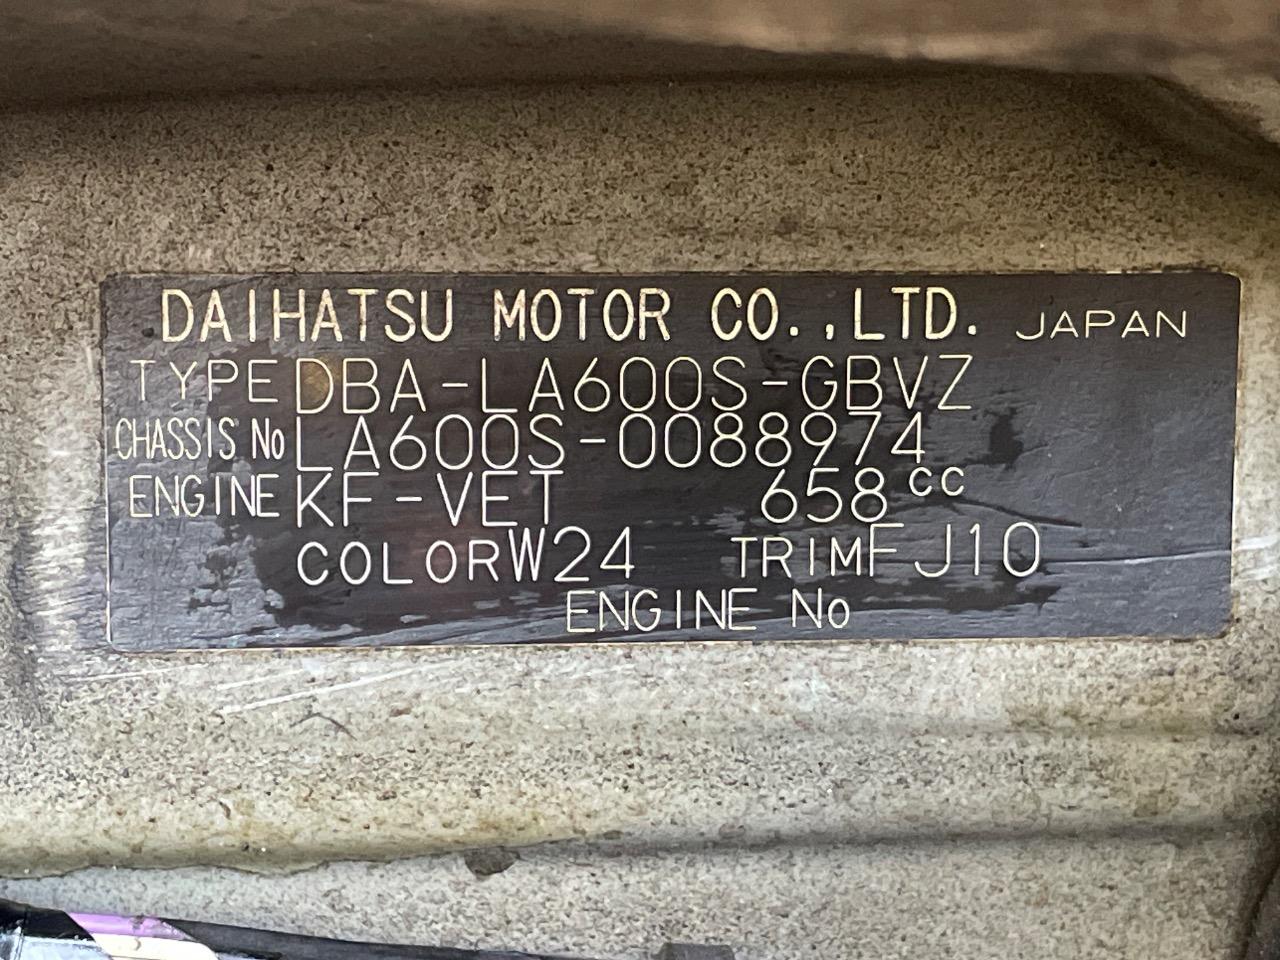 DAIHATSU MOTOR CO.,LTD. JAPAN
TYPE DBA-LA600S-GBVZ
CHASSIS No LA600S-0088974
ENGINE KF-VET 658cc
COLOR W24 TRIM FJ10
ENGINE No